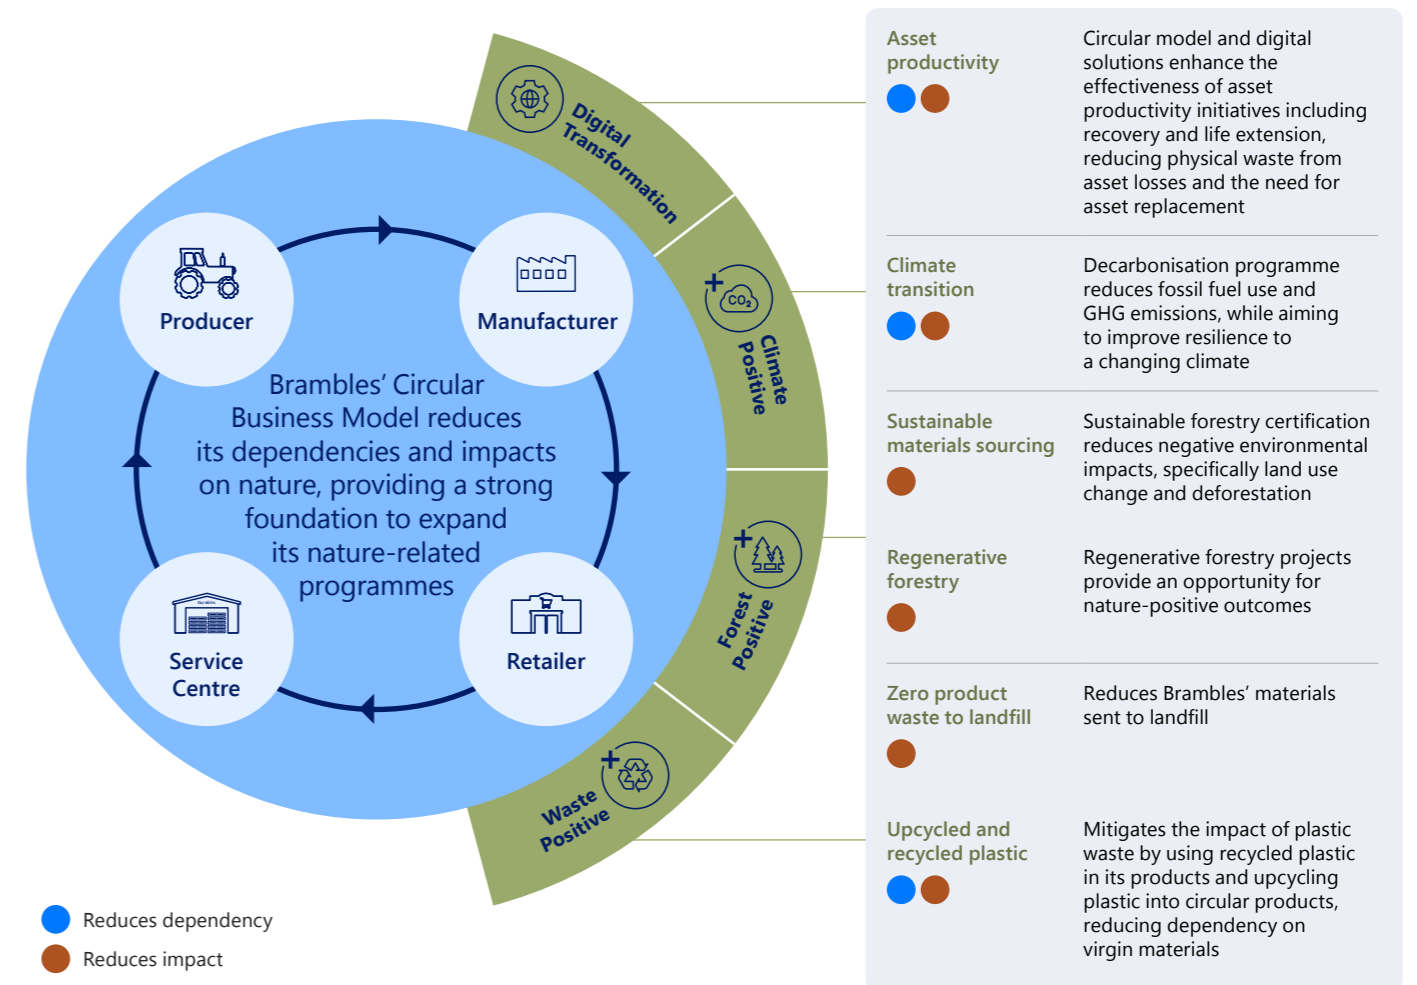 Digital
Transformation
CO₂
Climate
Positive
Forest
Positive
Waste
Positive
Producer
Manufacturer
Brambles’ Circular
Business Model reduces
its dependencies and impacts
on nature, providing a strong
foundation to expand
its nature-related
programmes
Brambles
Service
Centre
Retailer
Reduces dependency
Reduces impact
Asset
productivity
Circular model and digital
solutions enhance the
effectiveness of asset
productivity initiatives including
recovery and life extension,
reducing physical waste from
asset losses and the need for
asset replacement
Climate
transition
Decarbonisation programme
reduces fossil fuel use and
GHG emissions, while aiming
to improve resilience to
a changing climate
Sustainable
materials sourcing
Sustainable forestry certification
reduces negative environmental
impacts, specifically land use
change and deforestation
Regenerative
forestry
Regenerative forestry projects
provide an opportunity for
nature-positive outcomes
Zero product
waste to landfill
Reduces Brambles’ materials
sent to landfill
Upcycled and
recycled plastic
Mitigates the impact of plastic
waste by using recycled plastic
in its products and upcycling
plastic into circular products,
reducing dependency on
virgin materials